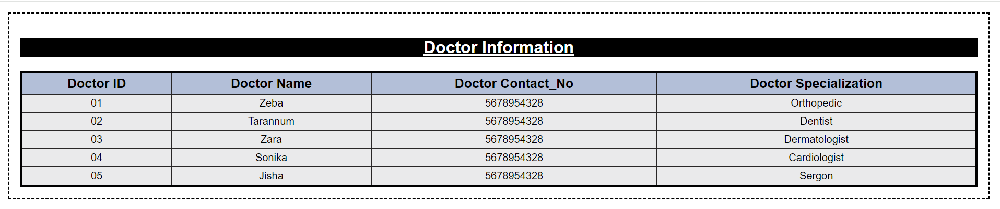 Doctor Information
Doctor ID Doctor Name Doctor Contact_No Doctor Specialization
01 Zeba 5678954328 Orthopedic
02 Tarannum 5678954328 Dentist
03 Zara 5678954328 Dermatologist
04 Sonika 5678954328 Cardiologist
05 Jisha 5678954328 Sergon